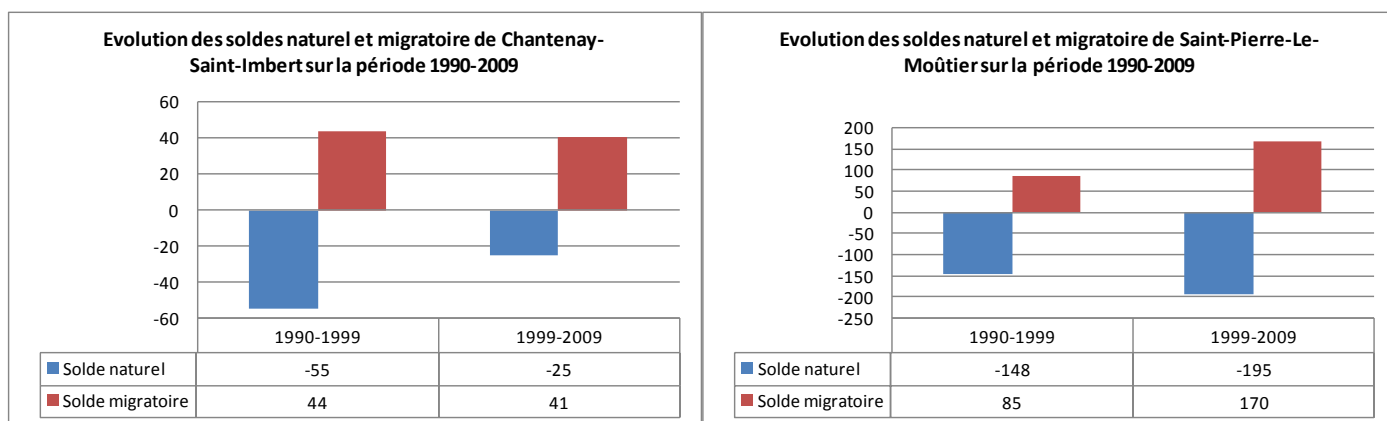 Evolution des soldes naturel et migratoire de Chantenay-
Saint-Imbert sur la période 1990-2009
60
40
20
0
-20
-40
-60
1990-1999 1999-2009
Solde naturel -55 -25
Solde migratoire 44 41
Evolution des soldes naturel et migratoire de Saint-Pierre-Le-
Moûtier sur la période 1990-2009
200
150
100
50
0
-50
-100
-150
-200
-250
1990-1999 1999-2009
Solde naturel -148 -195
Solde migratoire 85 170